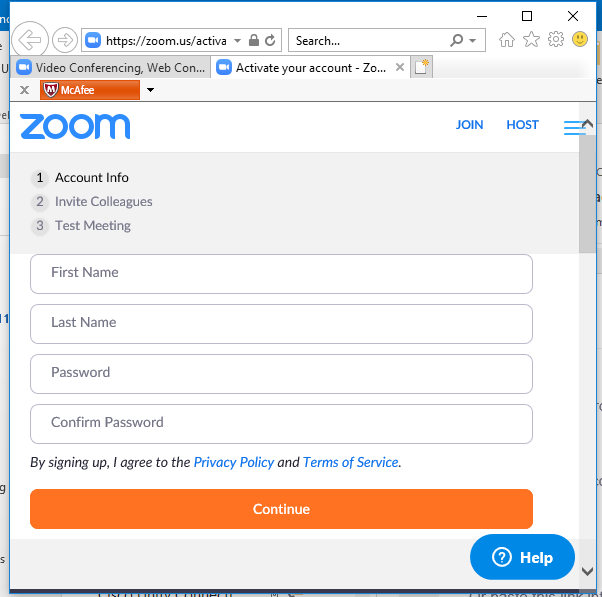 https://zoom.us/activa
Search...
Video Conferencing, Web Con...
Activate your account - Zo...
McAfee
zoom
JOIN HOST
1 Account Info
2 Invite Colleagues
3 Test Meeting
First Name
Last Name
Password
Confirm Password
By signing up, I agree to the Privacy Policy and Terms of Service.
Continue
Help